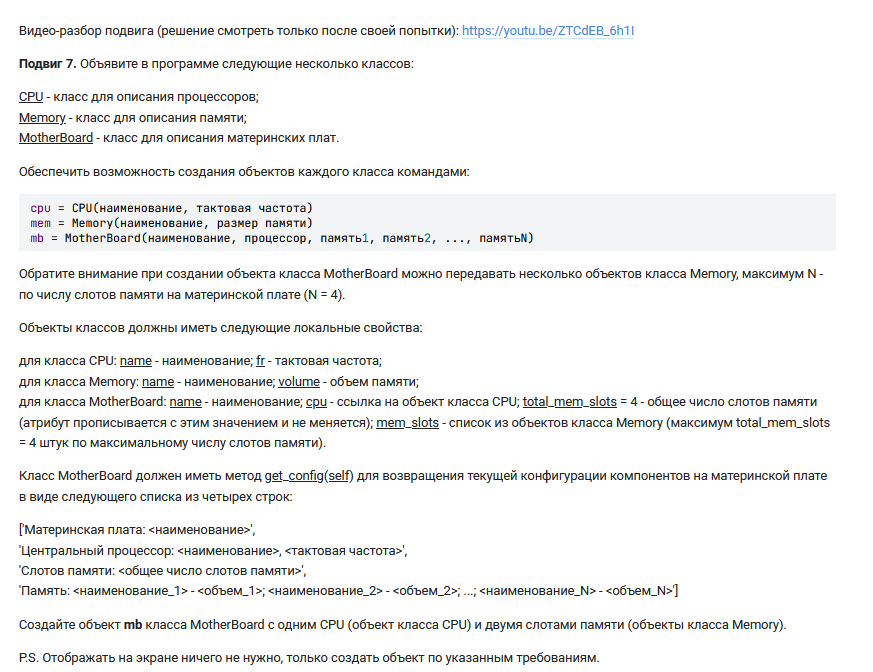 Видео-разбор подвига (решение смотреть только после своей попытки): https://youtu.be/ZTCdEB_6h1I
Подвиг 7. Объявите в программе следующие несколько классов:
CPU - класс для описания процессоров;
Memory - класс для описания памяти;
MotherBoard - класс для описания материнских плат.
Обеспечить возможность создания объектов каждого класса командами:
cpu = CPU(наименование, тактовая частота)
mem = Memory(наименование, размер памяти)
mb = MotherBoard(наименование, процессор, память1, память2, ..., памятьN)
Обратите внимание при создании объекта класса MotherBoard можно передавать несколько объектов класса Memory, максимум N -
по числу слотов памяти на материнской плате (N = 4).
Объекты классов должны иметь следующие локальные свойства:
для класса CPU: name - наименование; fr - тактовая частота;
для класса Memory: name - наименование; volume - объем памяти;
для класса MotherBoard: name - наименование; cpu - ссылка на объект класса CPU; total_mem_slots = 4 - общее число слотов памяти
(атрибут прописывается с этим значением и не меняется); mem_slots - список из объектов класса Memory (максимум total_mem_slots
= 4 штук по максимальному числу слотов памяти).
Класс MotherBoard должен иметь метод get_config(self) для возвращения текущей конфигурации компонентов на материнской плате
в виде следующего списка из четырех строк:
['Материнская плата: <наименование>',
'Центральный процессор: <наименование>, <тактовая частота>',
'Слотов памяти: <общее число слотов памяти>',
'Память: <наименование_1> - <объем_1>; <наименование_2> - <объем_2>; ...; <наименование_N> - <объем_N>']
Создайте объект mb класса MotherBoard с одним CPU (объект класса CPU) и двумя слотами памяти (объекты класса Memory).
P.S. Отображать на экране ничего не нужно, только создать объект по указанным требованиям.